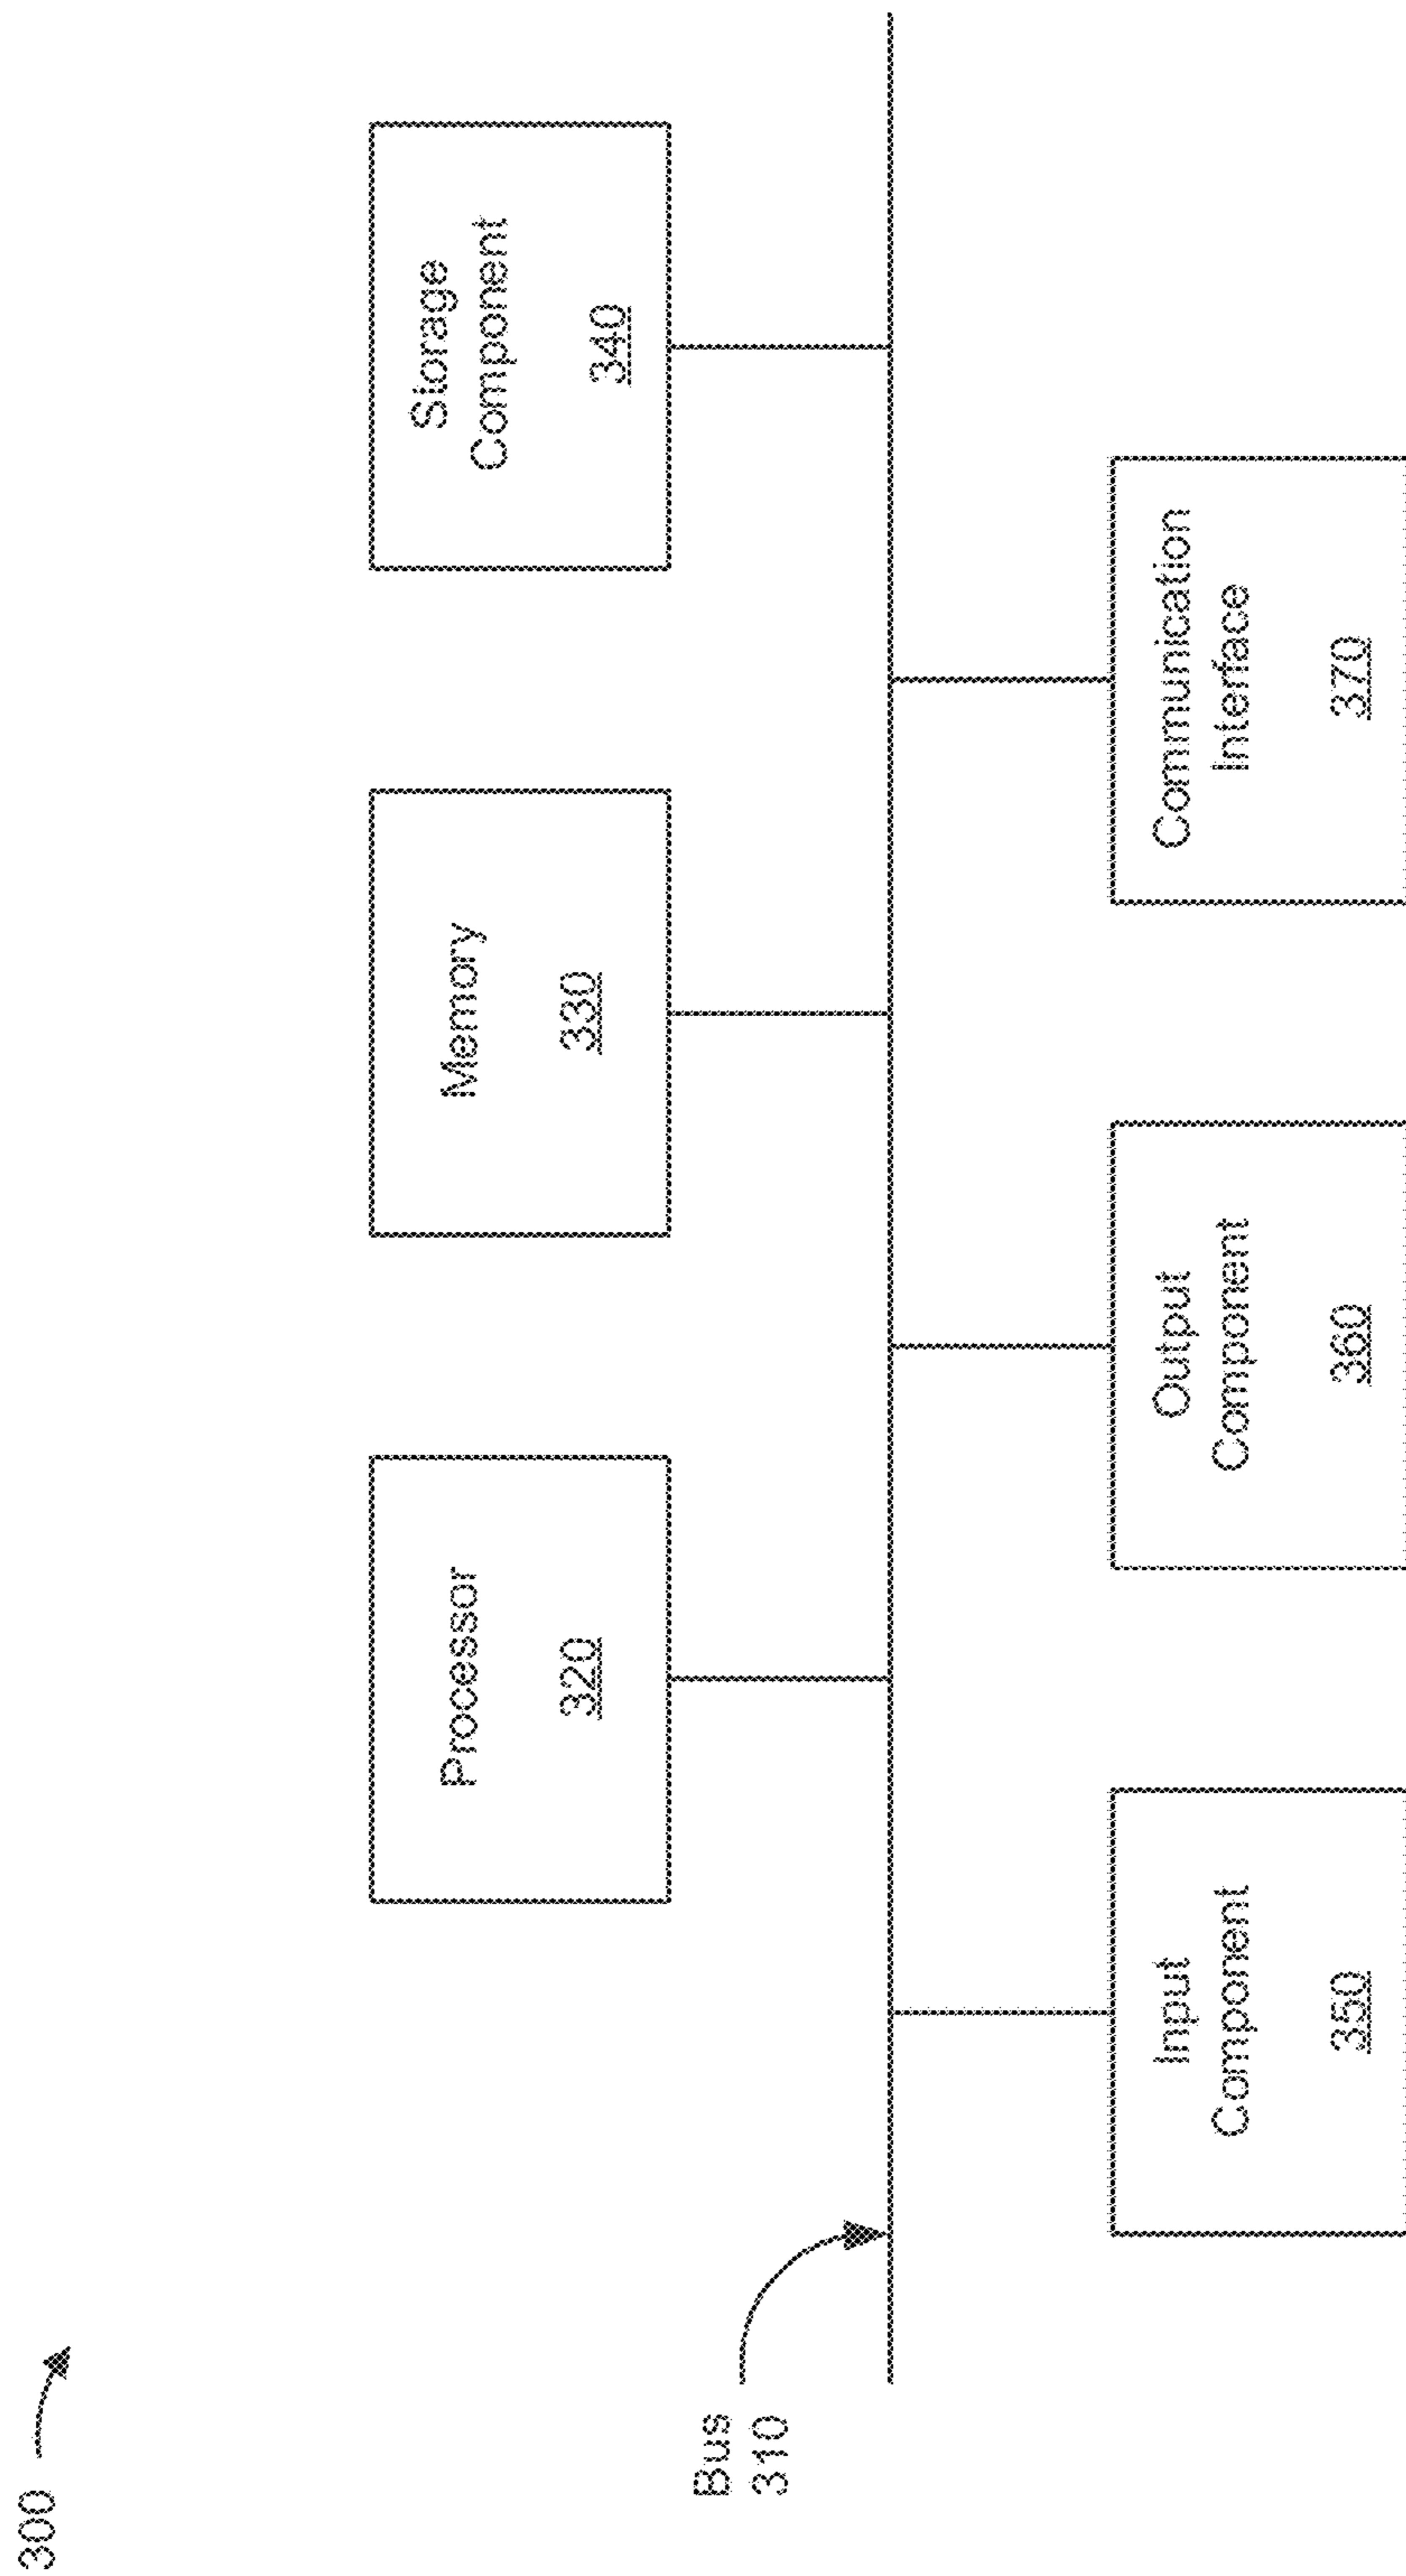 300
Bus
310
Processor
320
Memory
330
Storage
Component
340
Input
Component
350
Output
Component
360
Communication
Interface
370